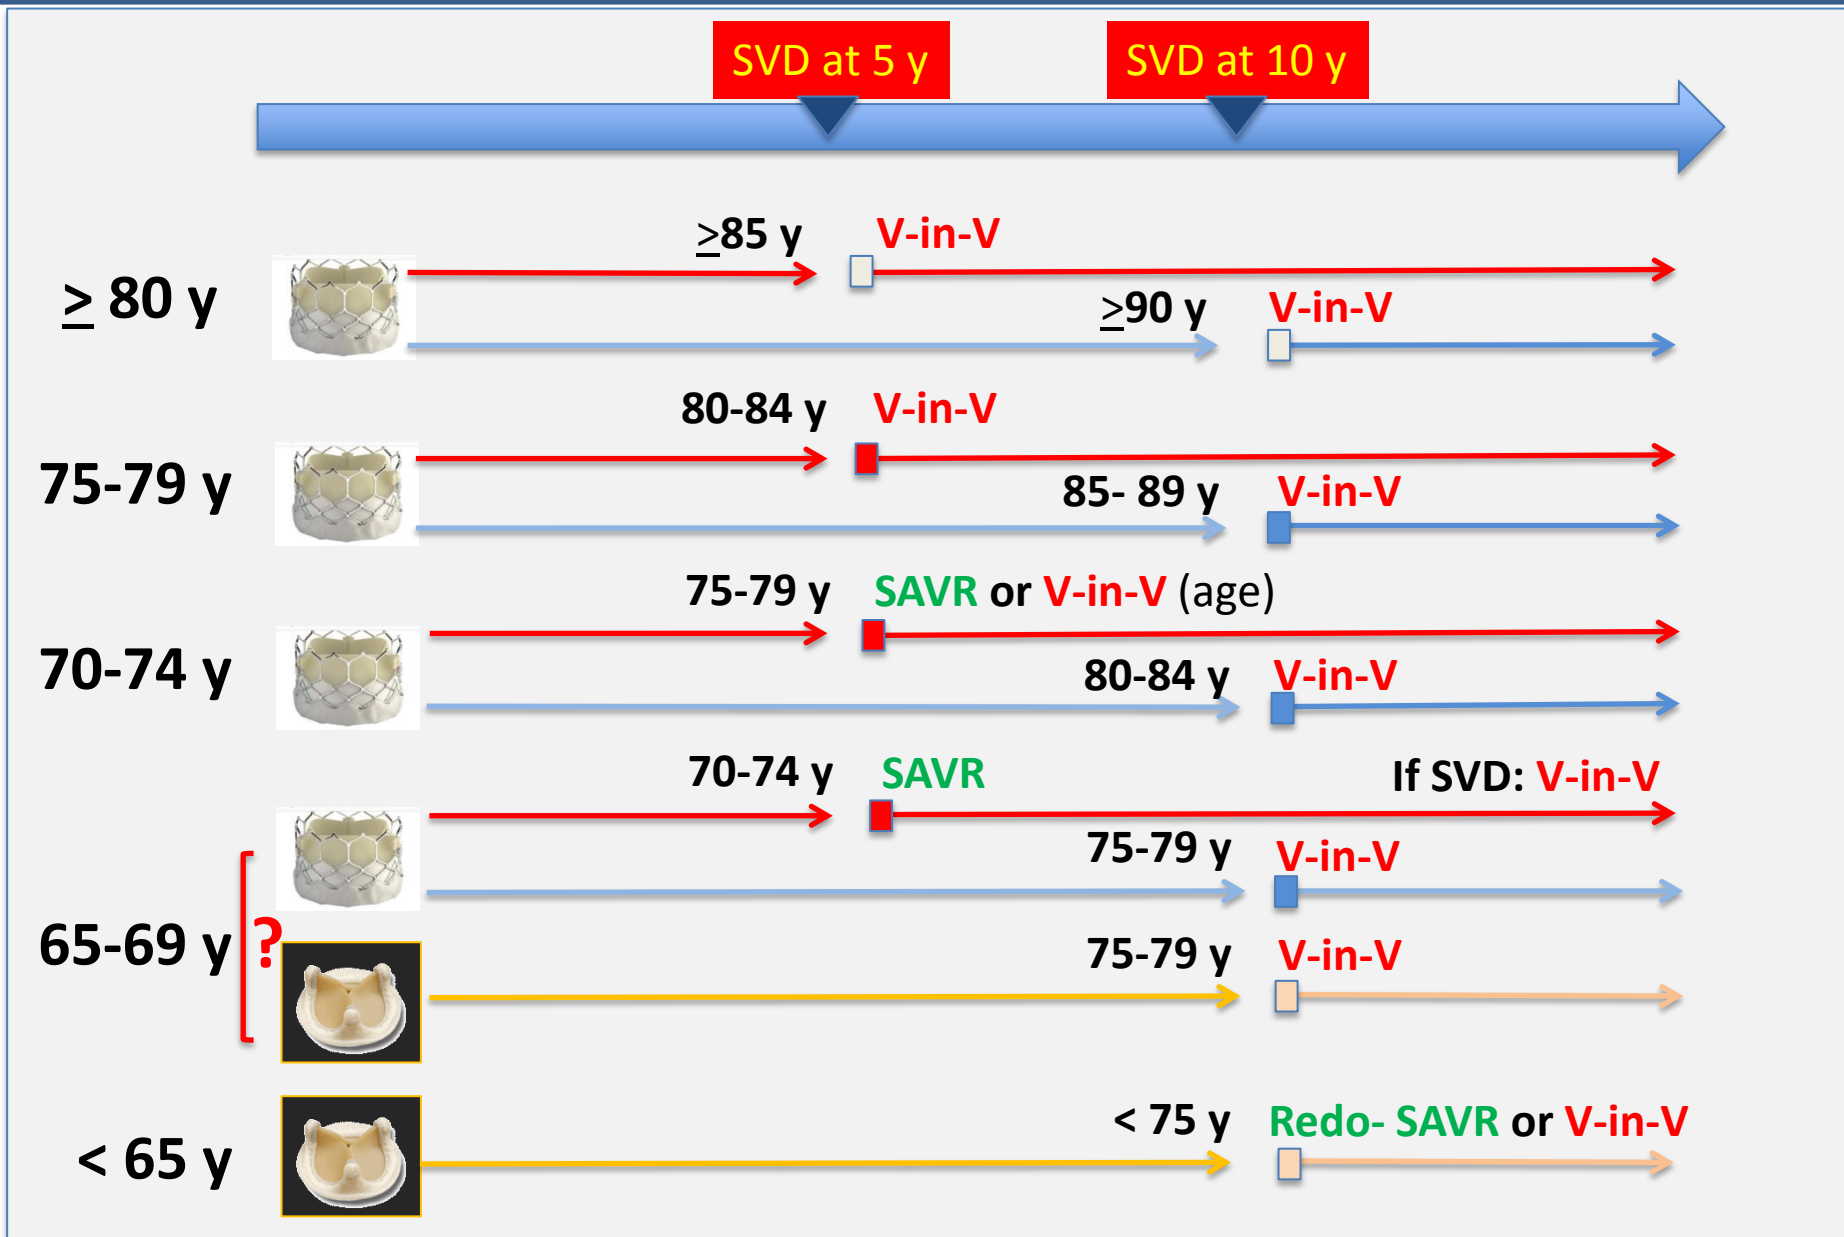 SVD at 5 y
SVD at 10 y
≥ 80 y
≥85 y V-in-V
≥90 y V-in-V
75-79 y
80-84 y V-in-V
85- 89 y V-in-V
70-74 y
75-79 y SAVR or V-in-V (age)
80-84 y V-in-V
65-69 y ?
70-74 y SAVR If SVD: V-in-V
75-79 y V-in-V
75-79 y V-in-V
< 65 y
< 75 y Redo- SAVR or V-in-V